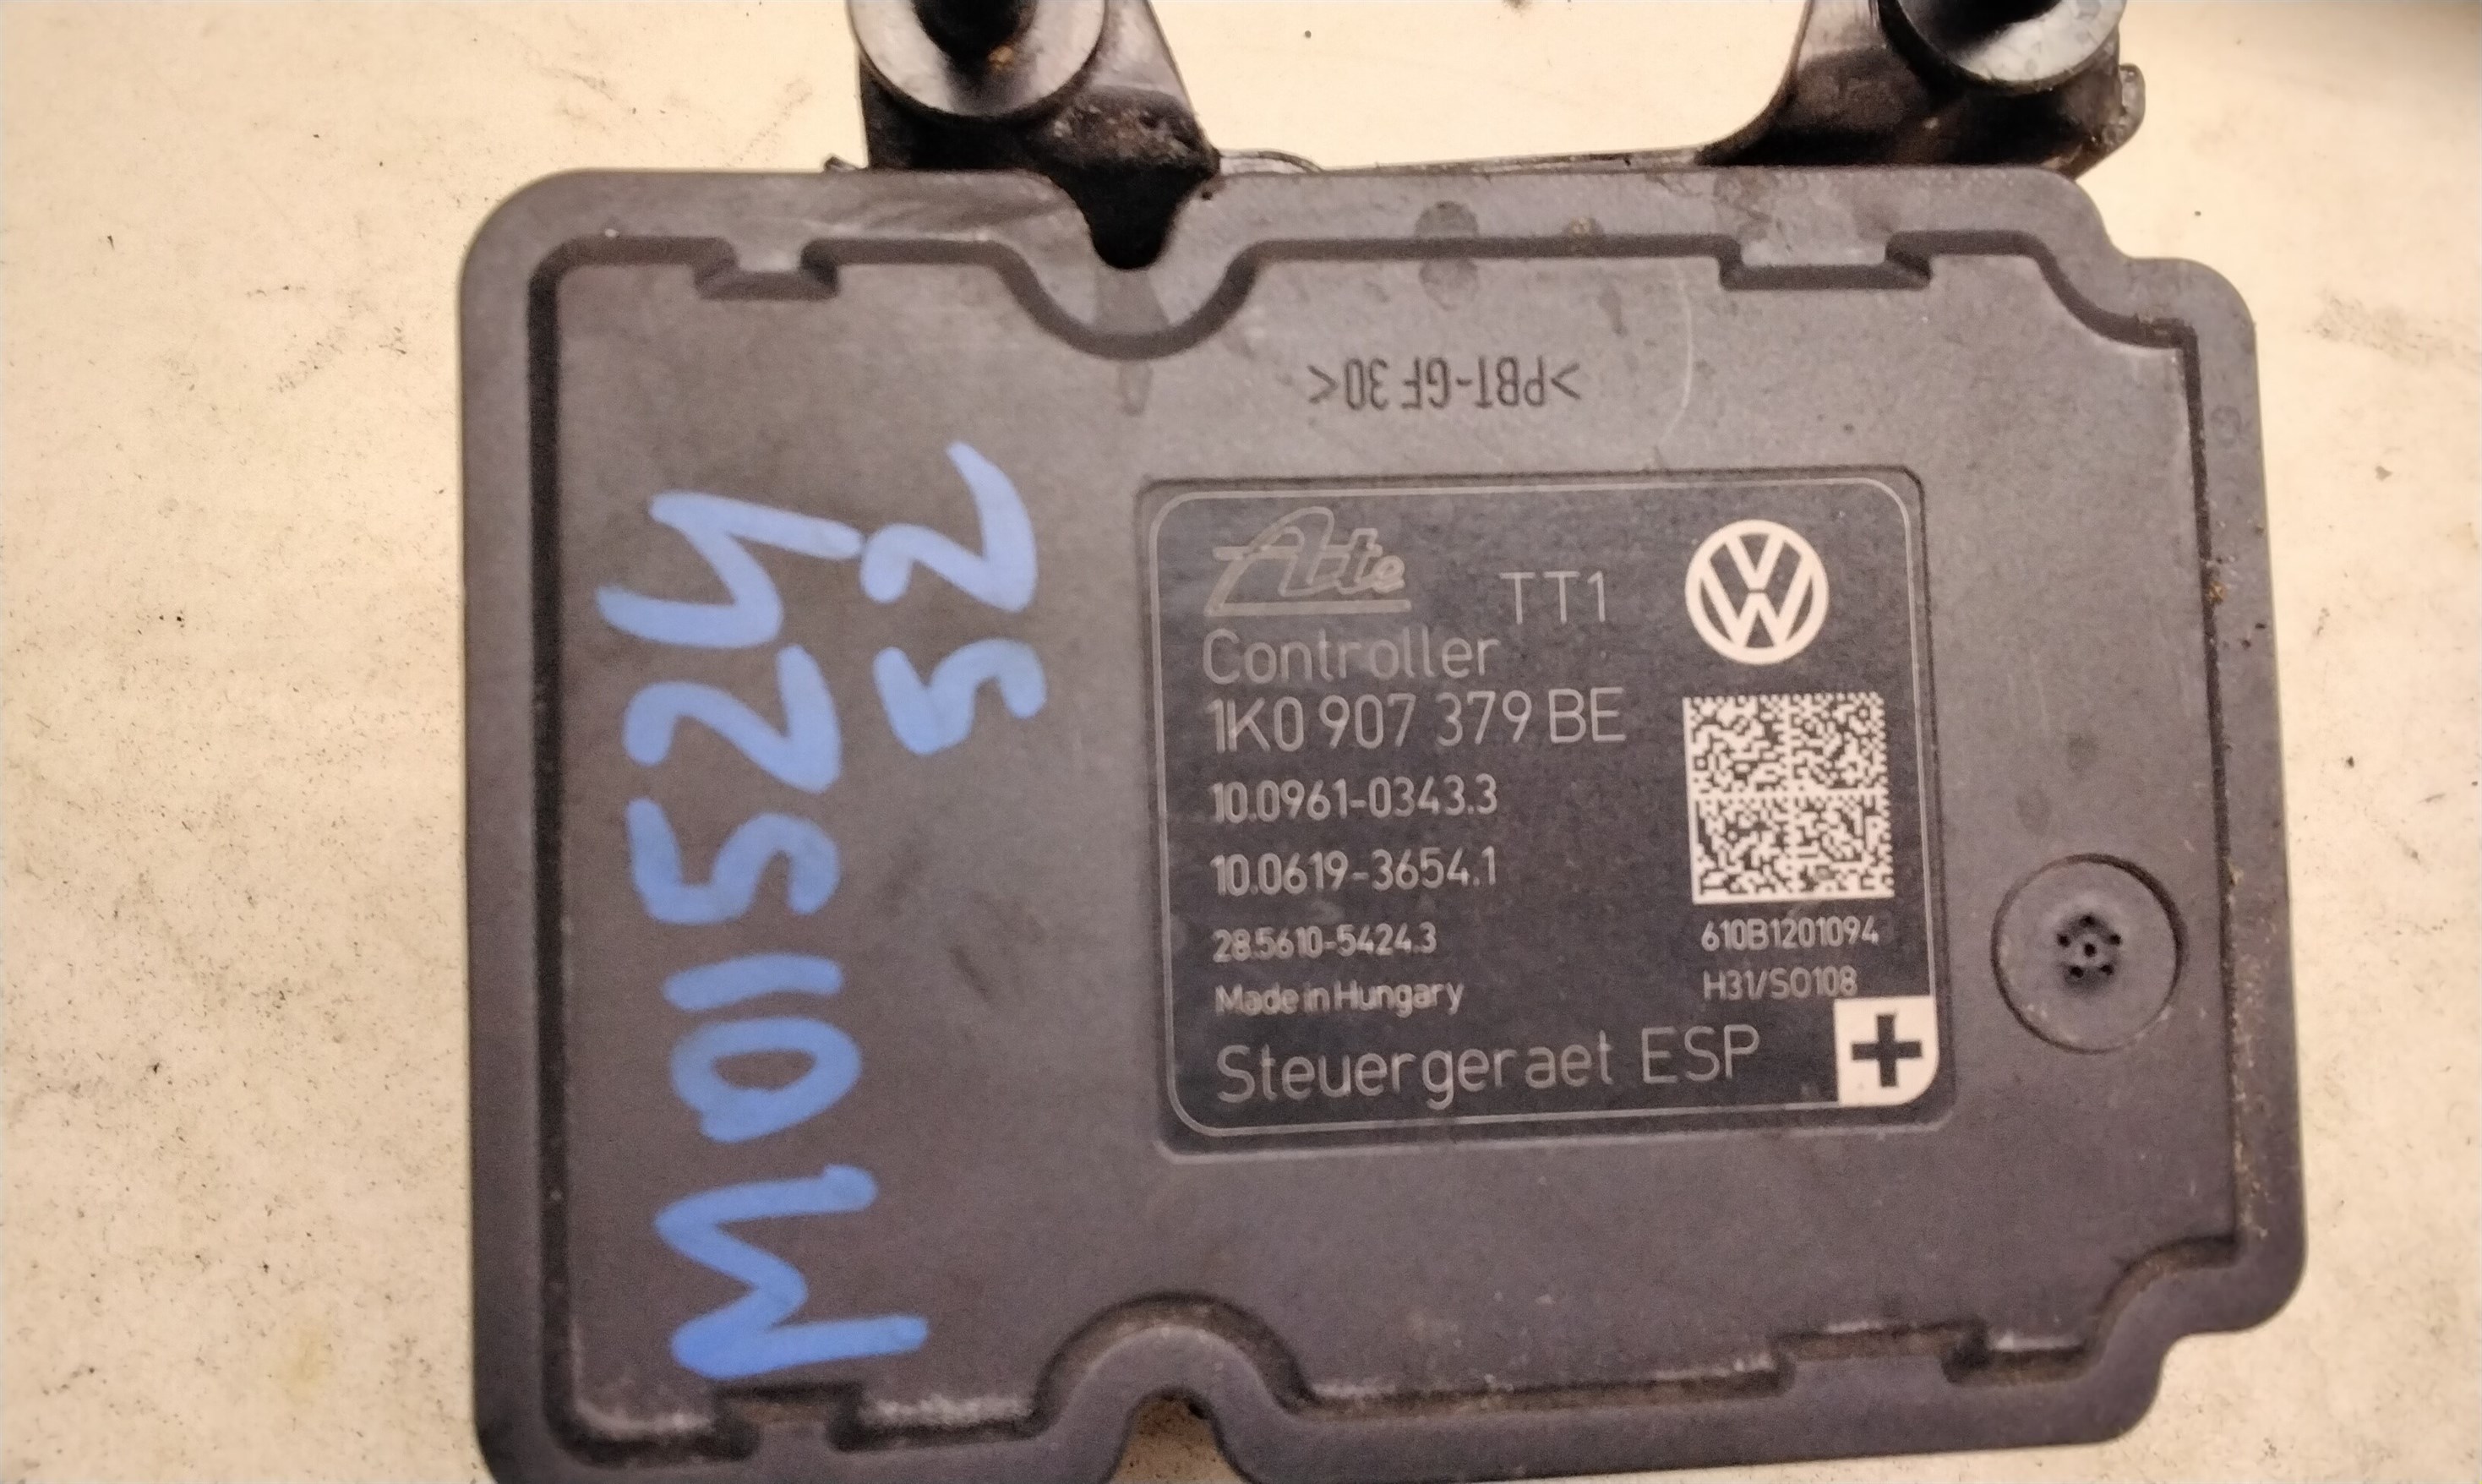 >PBT-GF 30<
Ate
TT1
Controller
1K0 907 379 BE
10.0961-0343.3
10.0619-3654.1
28.5610-5424.3
Made in Hungary
610B1201094
H31/S0108
Steuergeraet ESP
M01524
52